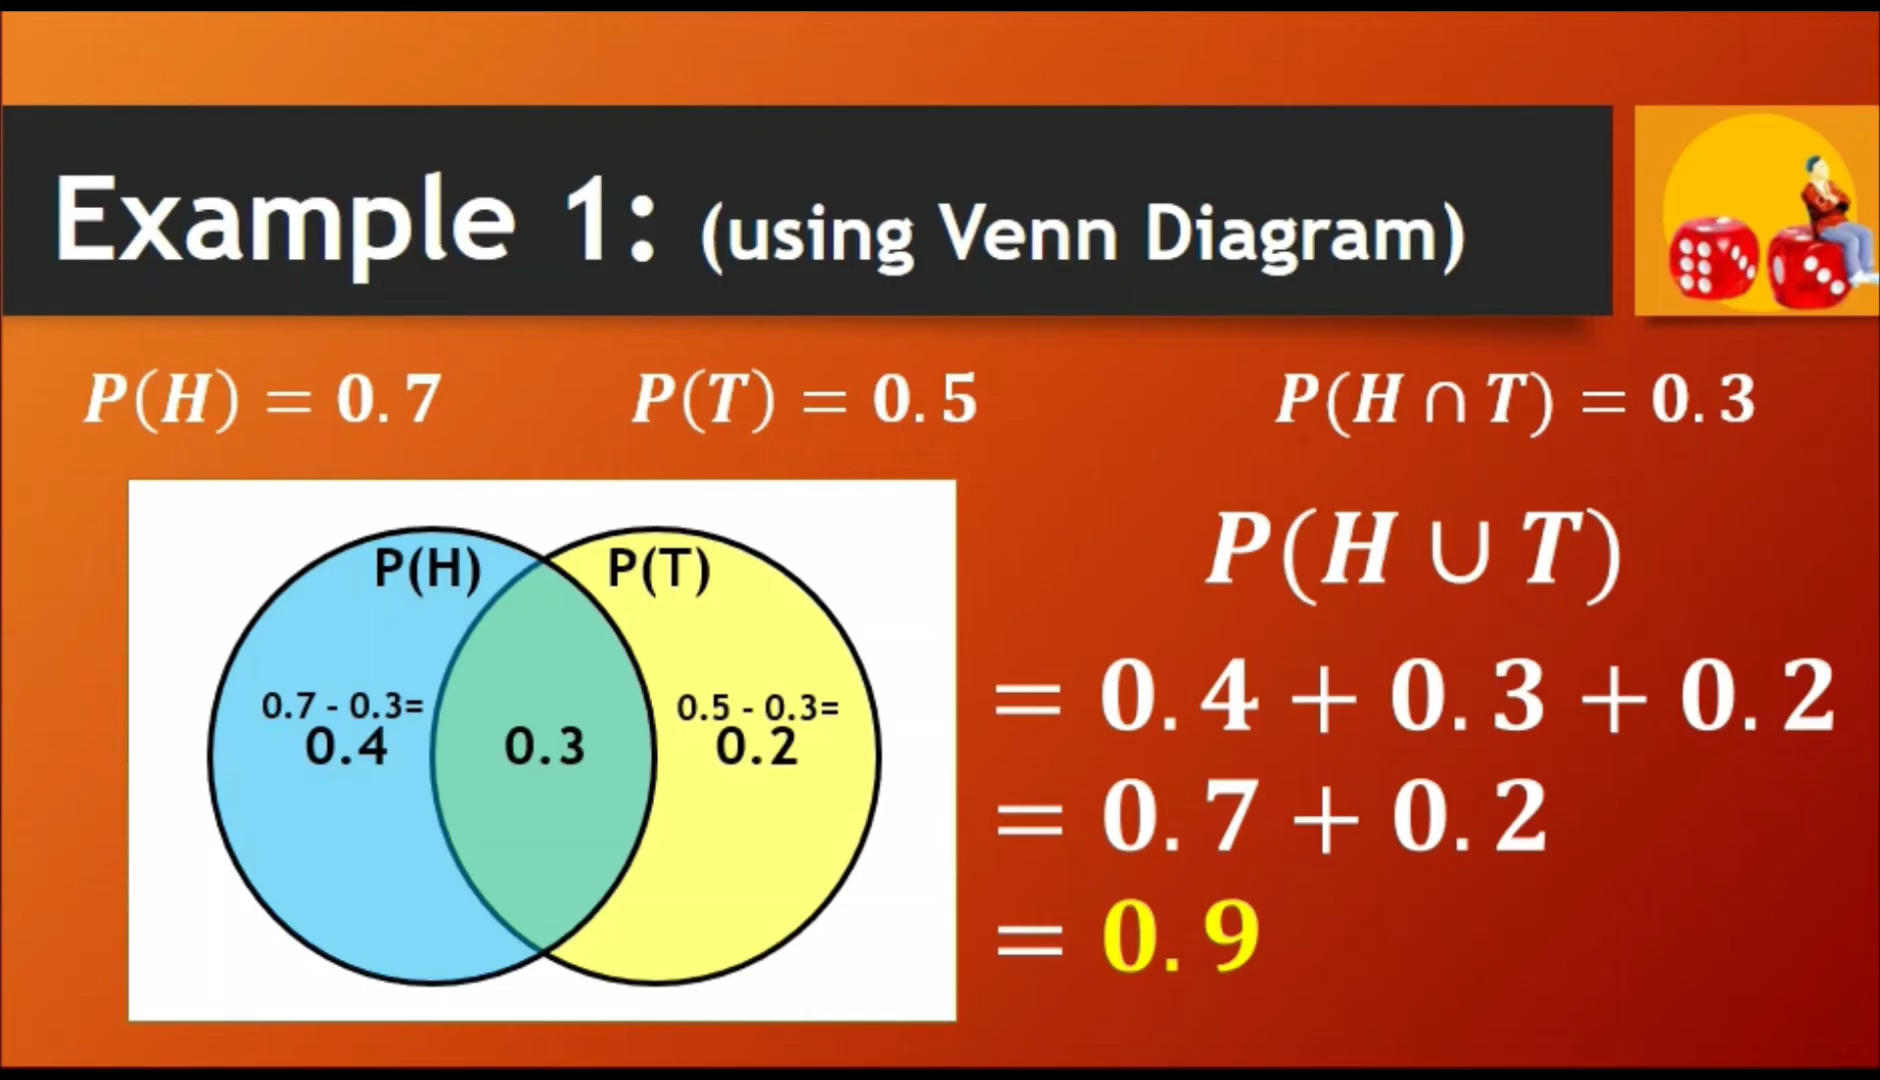 Example 1: (using Venn Diagram)
P(H) = 0.7 P(T) = 0.5 P(H ∩ T) = 0.3
P(H) P(T)
0.7 - 0.3= 0.5 - 0.3=
0.4 0.3 0.2
P(H ∪ T)
= 0.4 + 0.3 + 0.2
= 0.7 + 0.2
= 0.9